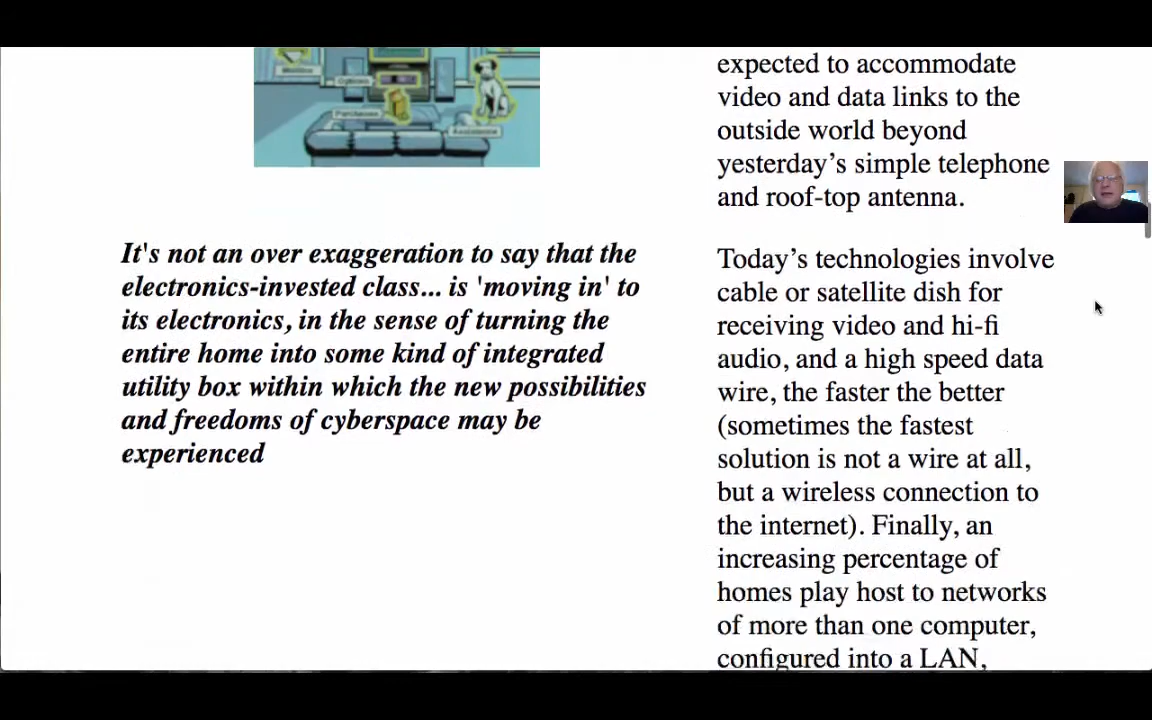 It's not an over exaggeration to say that the
electronics-invested class... is 'moving in' to
its electronics, in the sense of turning the
entire home into some kind of integrated
utility box within which the new possibilities
and freedoms of cyberspace may be
experienced
expected to accommodate
video and data links to the
outside world beyond
yesterday’s simple telephone
and roof-top antenna.
Today’s technologies involve
cable or satellite dish for
receiving video and hi-fi
audio, and a high speed data
wire, the faster the better
(sometimes the fastest
solution is not a wire at all,
but a wireless connection to
the internet). Finally, an
increasing percentage of
homes play host to networks
of more than one computer,
configured into a LAN,